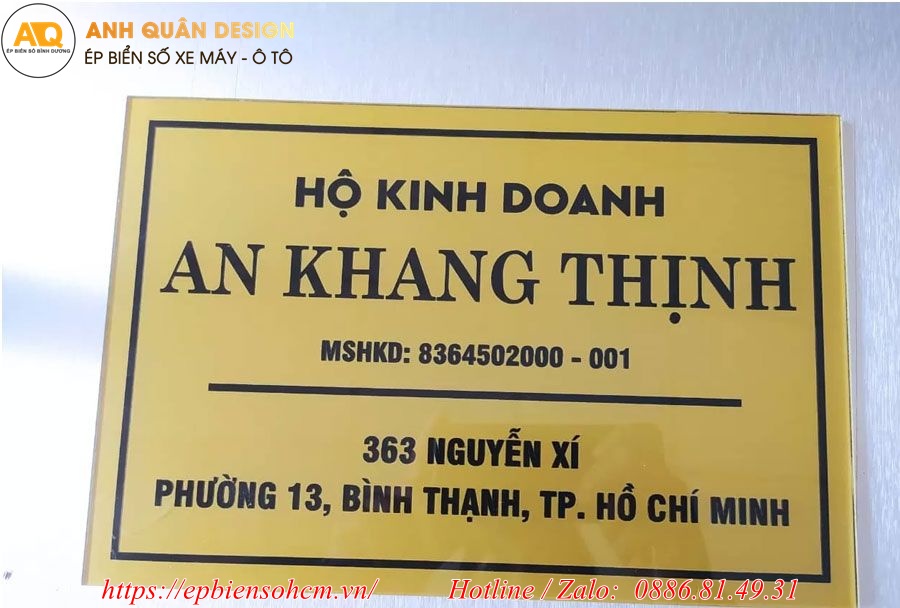 ATQ
ÉP BIỂN SỐ BÌNH DƯƠNG
ANH QUÂN DESIGN
ÉP BIỂN SỐ XE MÁY - Ô TÔ
HỘ KINH DOANH
AN KHANG THỊNH
MSHKD: 8364502000 - 001
363 NGUYỄN XÍ
PHƯỜNG 13, BÌNH THẠNH, TP. HỒ CHÍ MINH
https://epbiensohcm.vn/ Hotline / Zalo: 0886.81.49.31